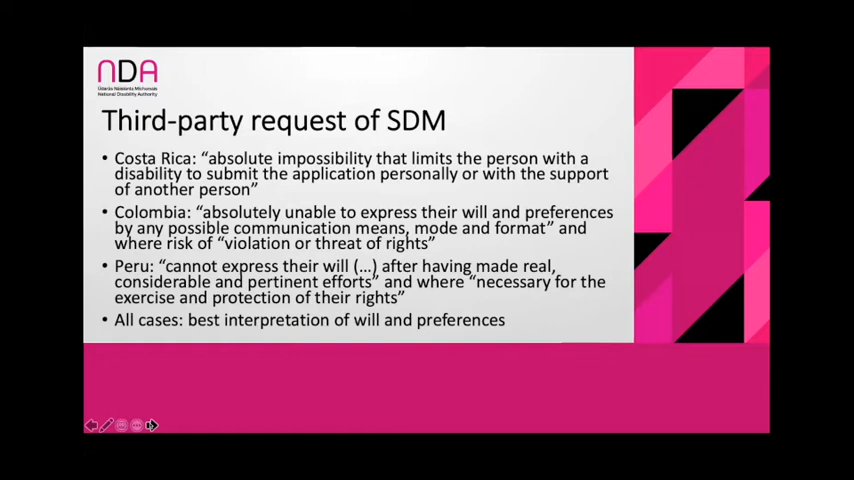 nDA
Údarás Náisiúnta Míchumais
National Disability Authority
Third-party request of SDM
• Costa Rica: “absolute impossibility that limits the person with a
disability to submit the application personally or with the support
of another person”
• Colombia: “absolutely unable to express their will and preferences
by any possible communication means, mode and format” and
where risk of “violation or threat of rights”
• Peru: “cannot express their will (...) after having made real,
considerable and pertinent efforts” and where “necessary for the
exercise and protection of their rights”
• All cases: best interpretation of will and preferences